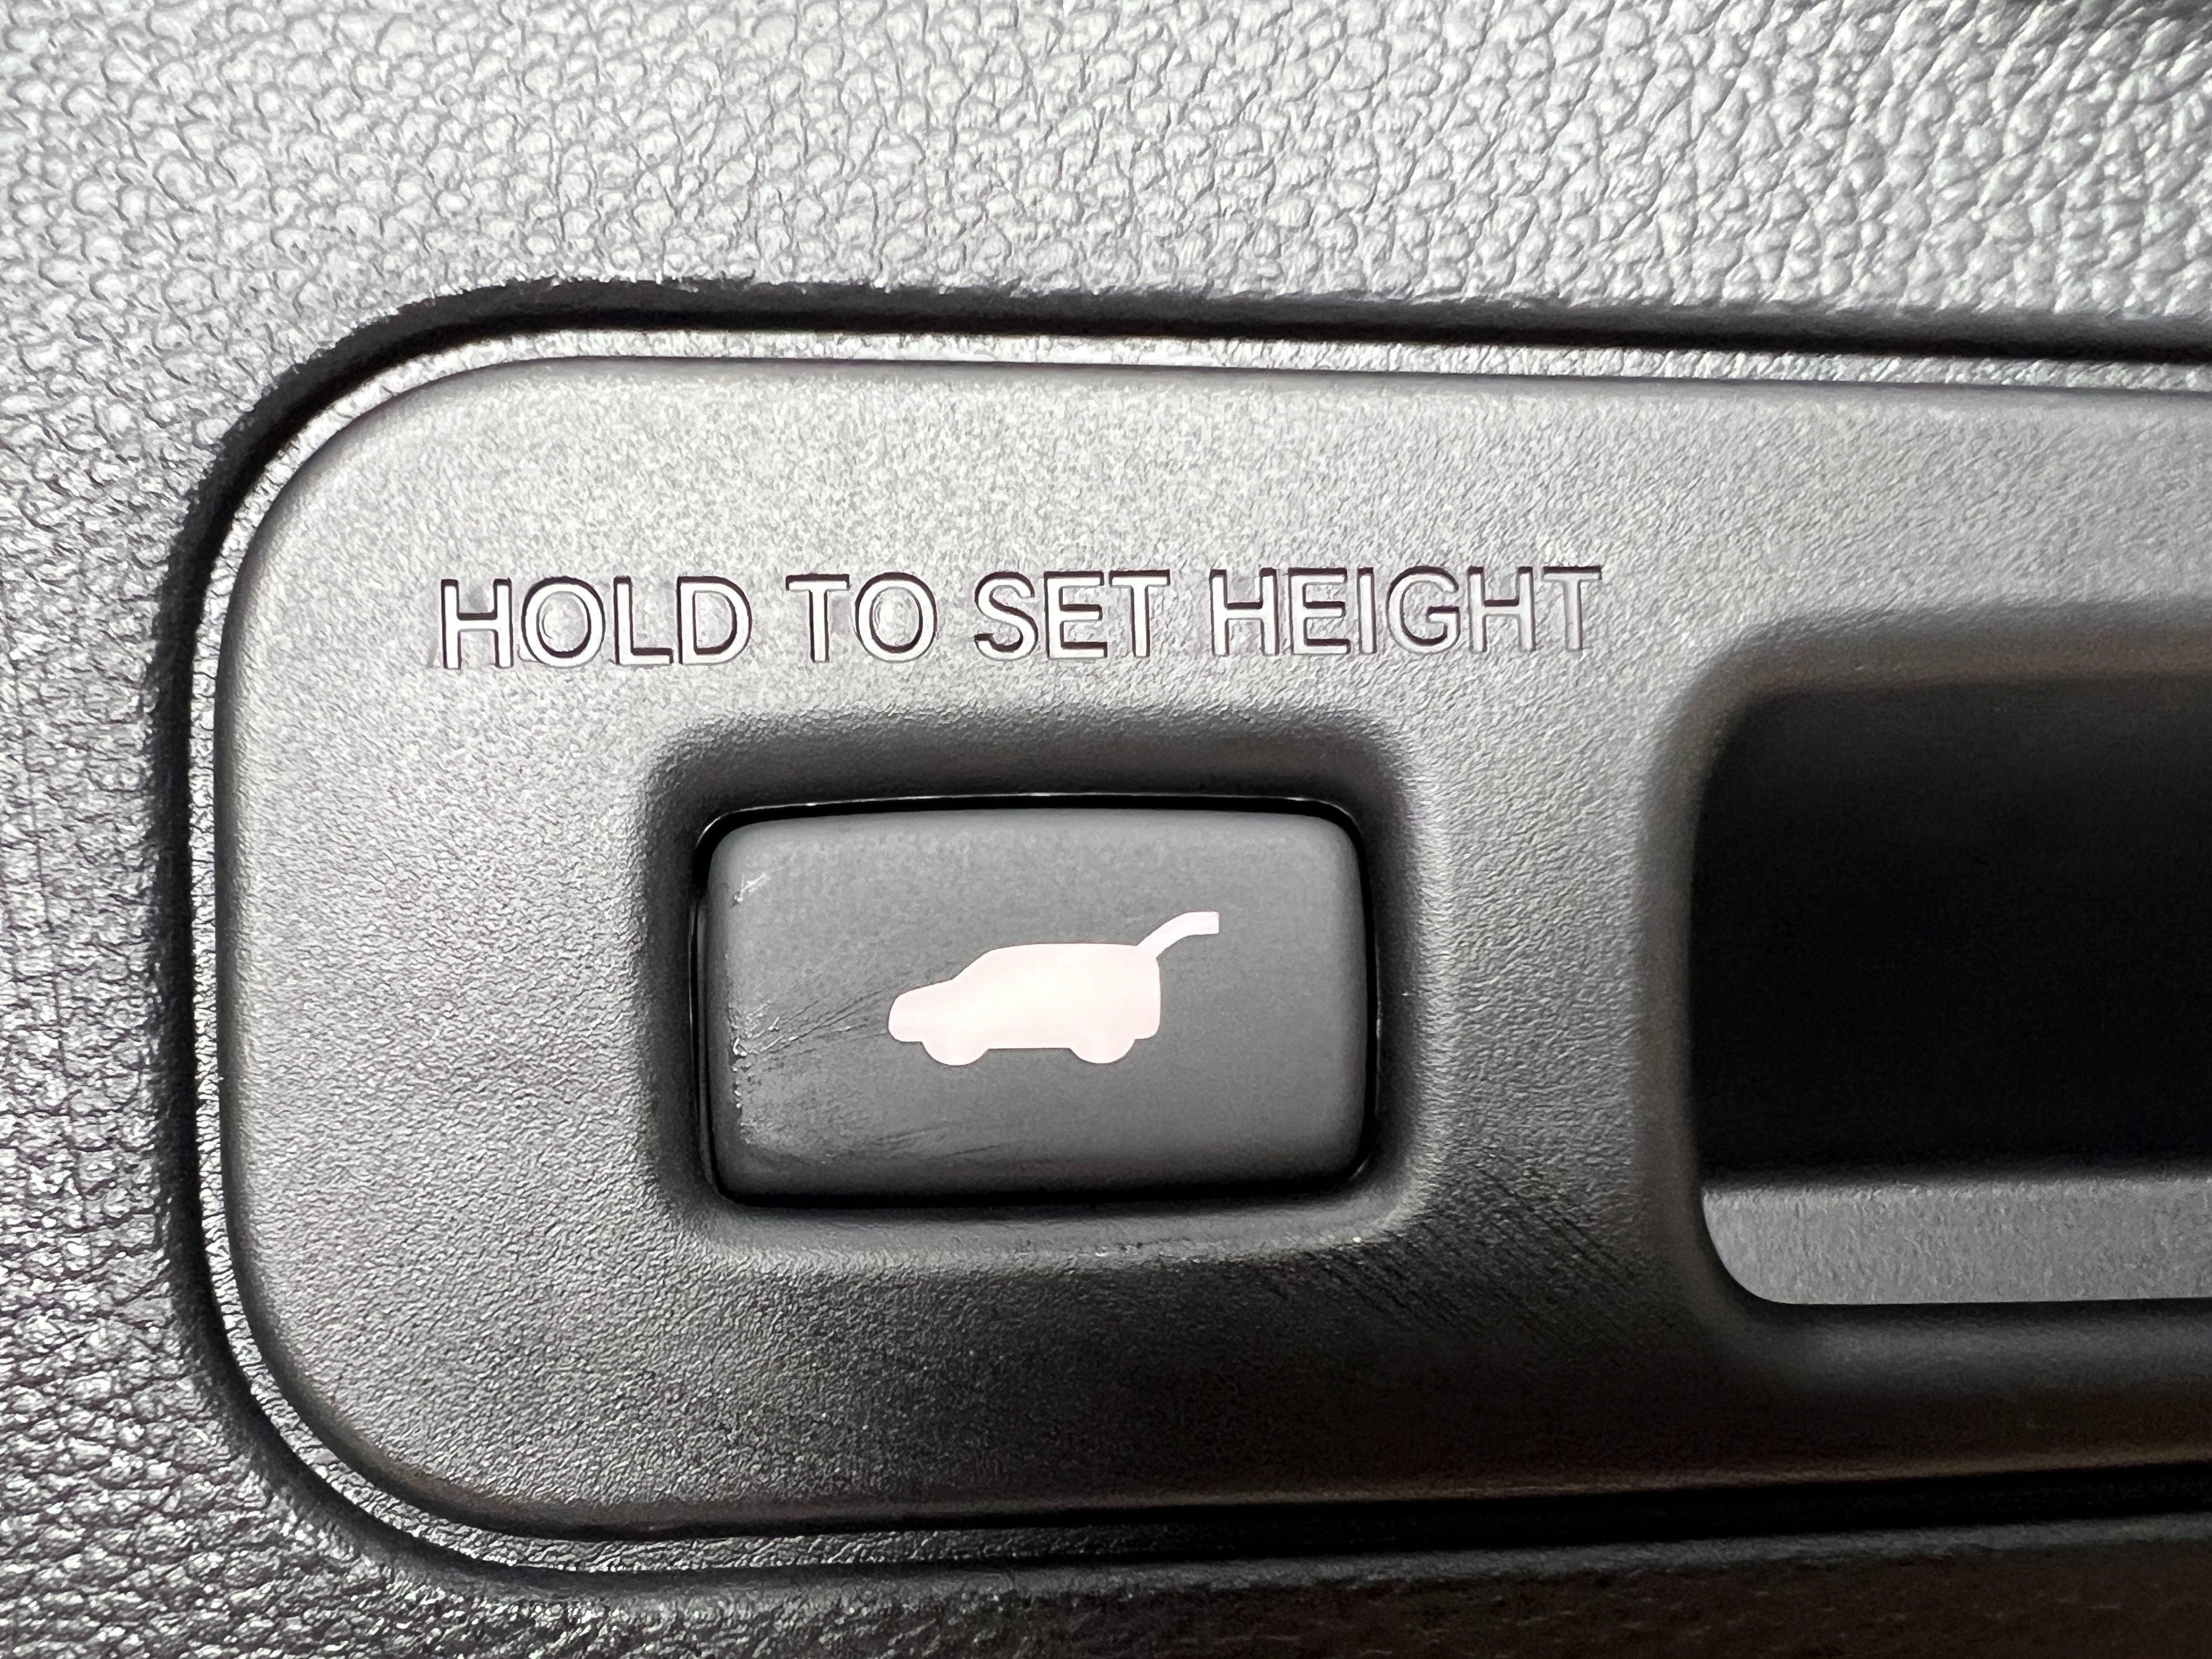 HOLD TO SET HEIGHT